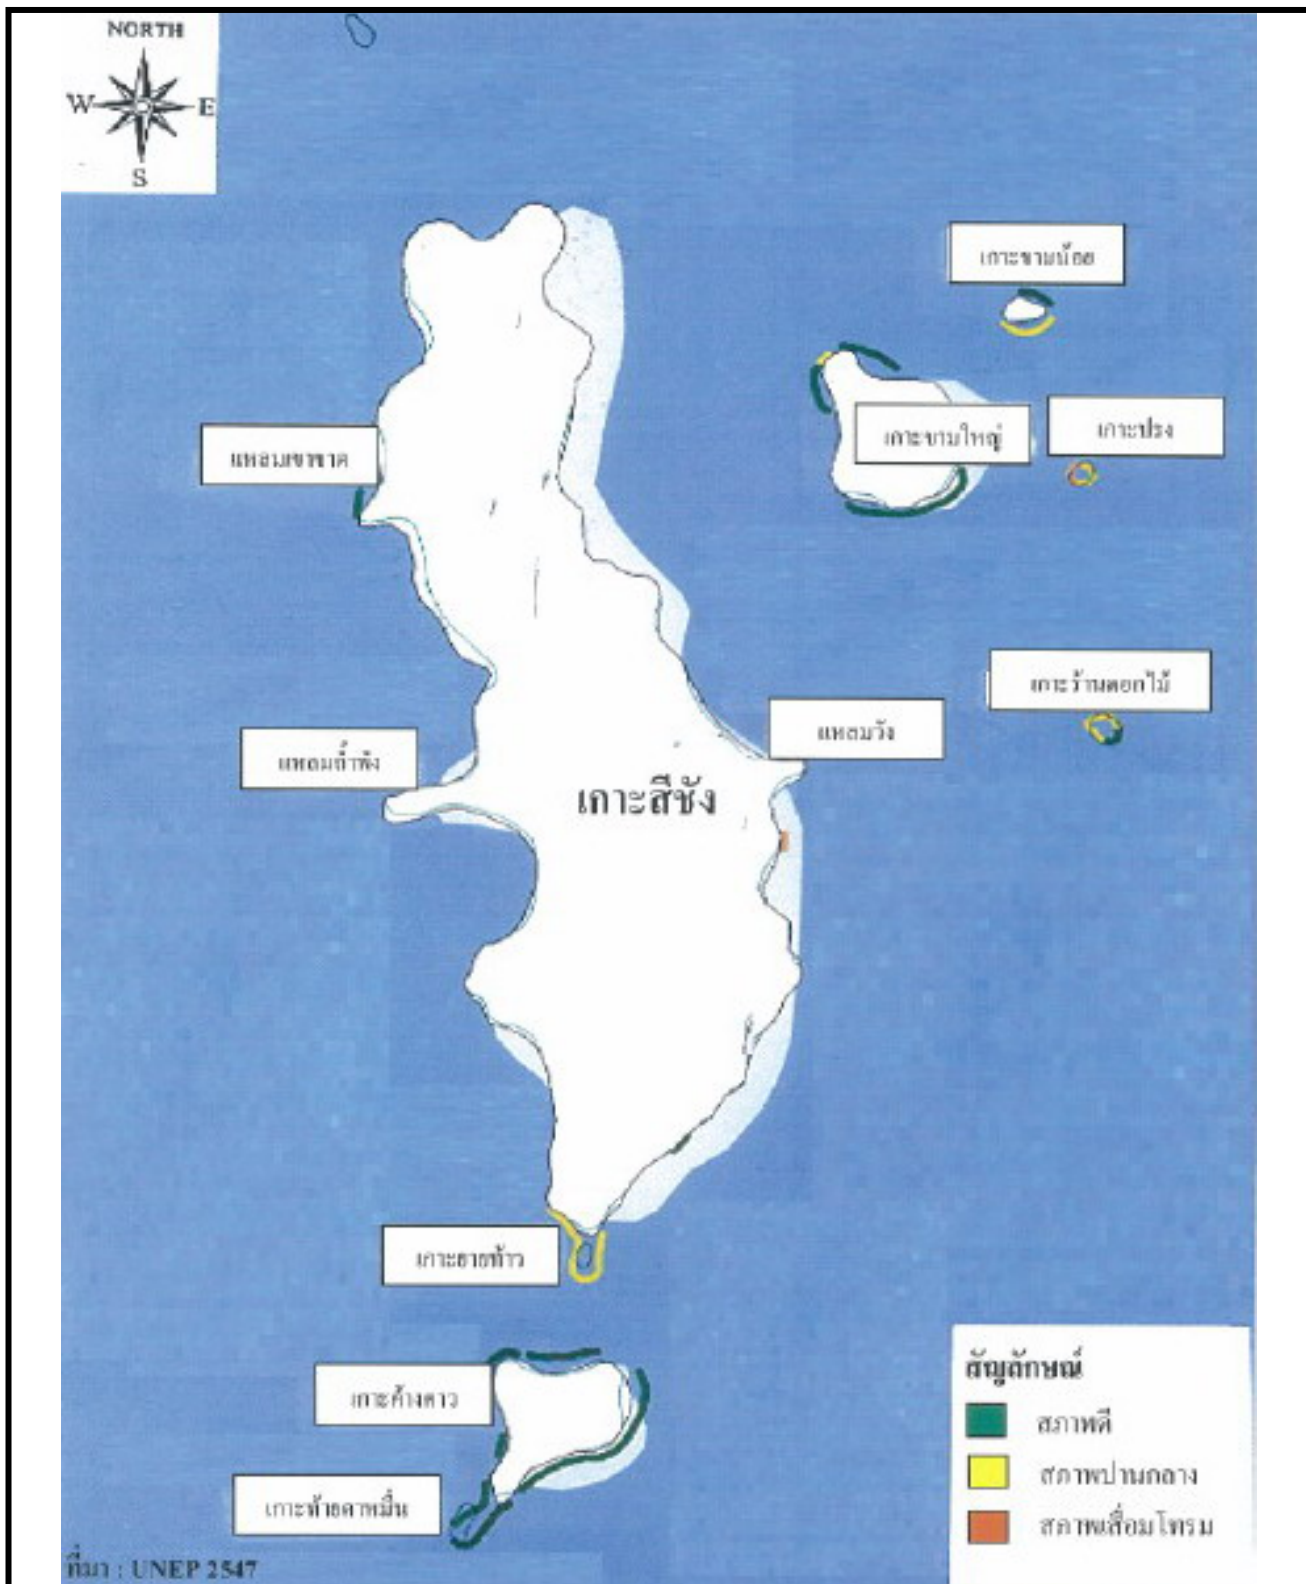 NORTH
W E
S
เกาะขามน้อย
เกาะขามใหญ่
เกาะปรง
แหลมเขาขาด
เกาะร้านดอกไม้
แหลมวัง
แหลมถ้ำพัง
เกาะสีชัง
เกาะยายท้าว
เกาะค้างคาว
เกาะท้ายตาหมื่น
สัญลักษณ์
สภาพดี
สภาพปานกลาง
สภาพเสื่อมโทรม
ที่มา : UNEP 2547